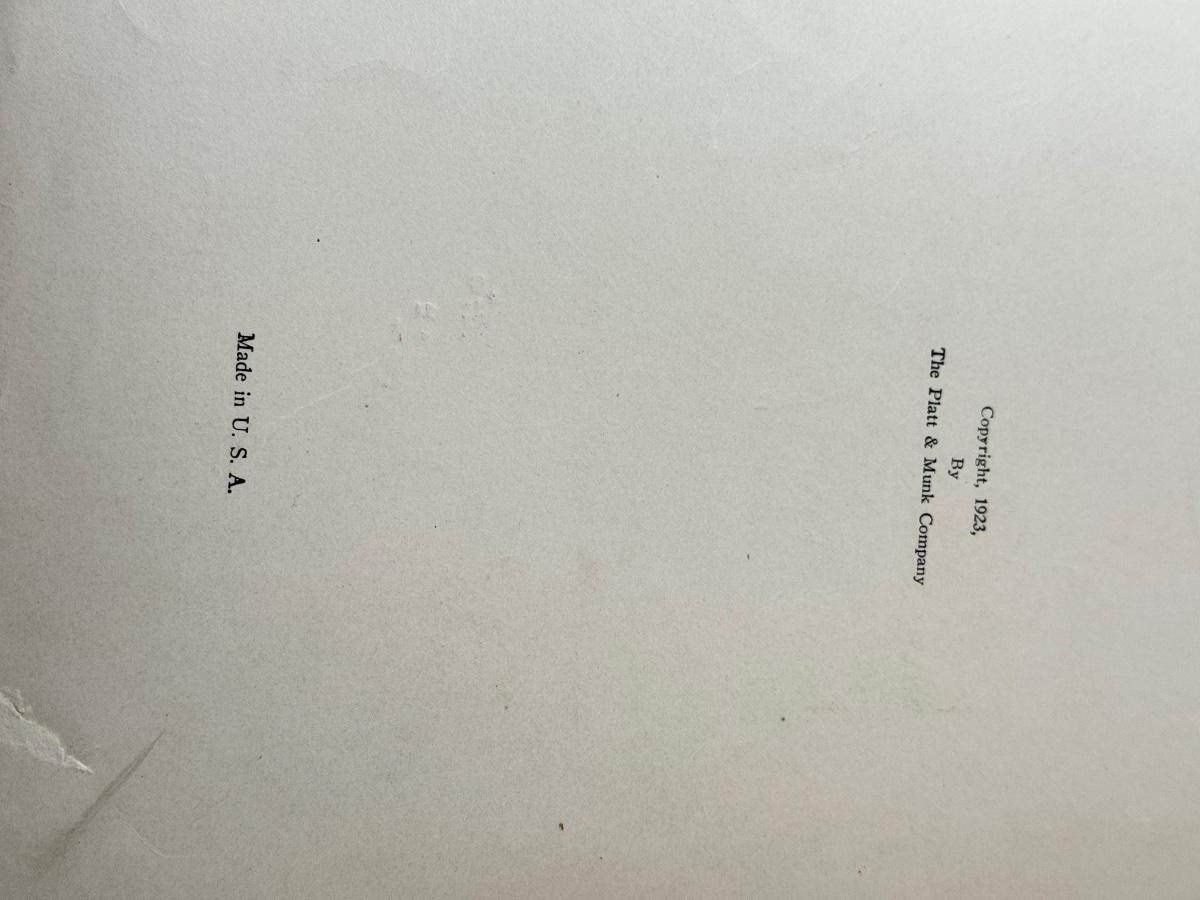 Copyright, 1923,
By
The Platt & Munk Company
Made in U. S. A.